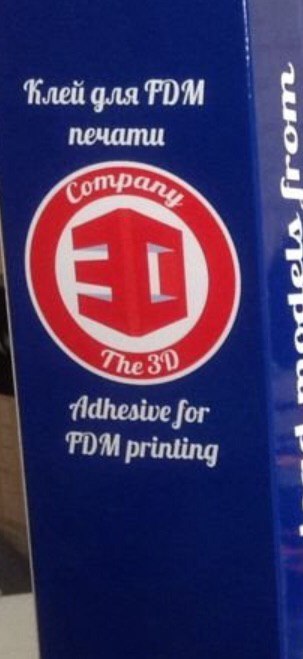 Клей для FDM
печати
Company
3D
The 3D
Adhesive for
FDM printing
models from